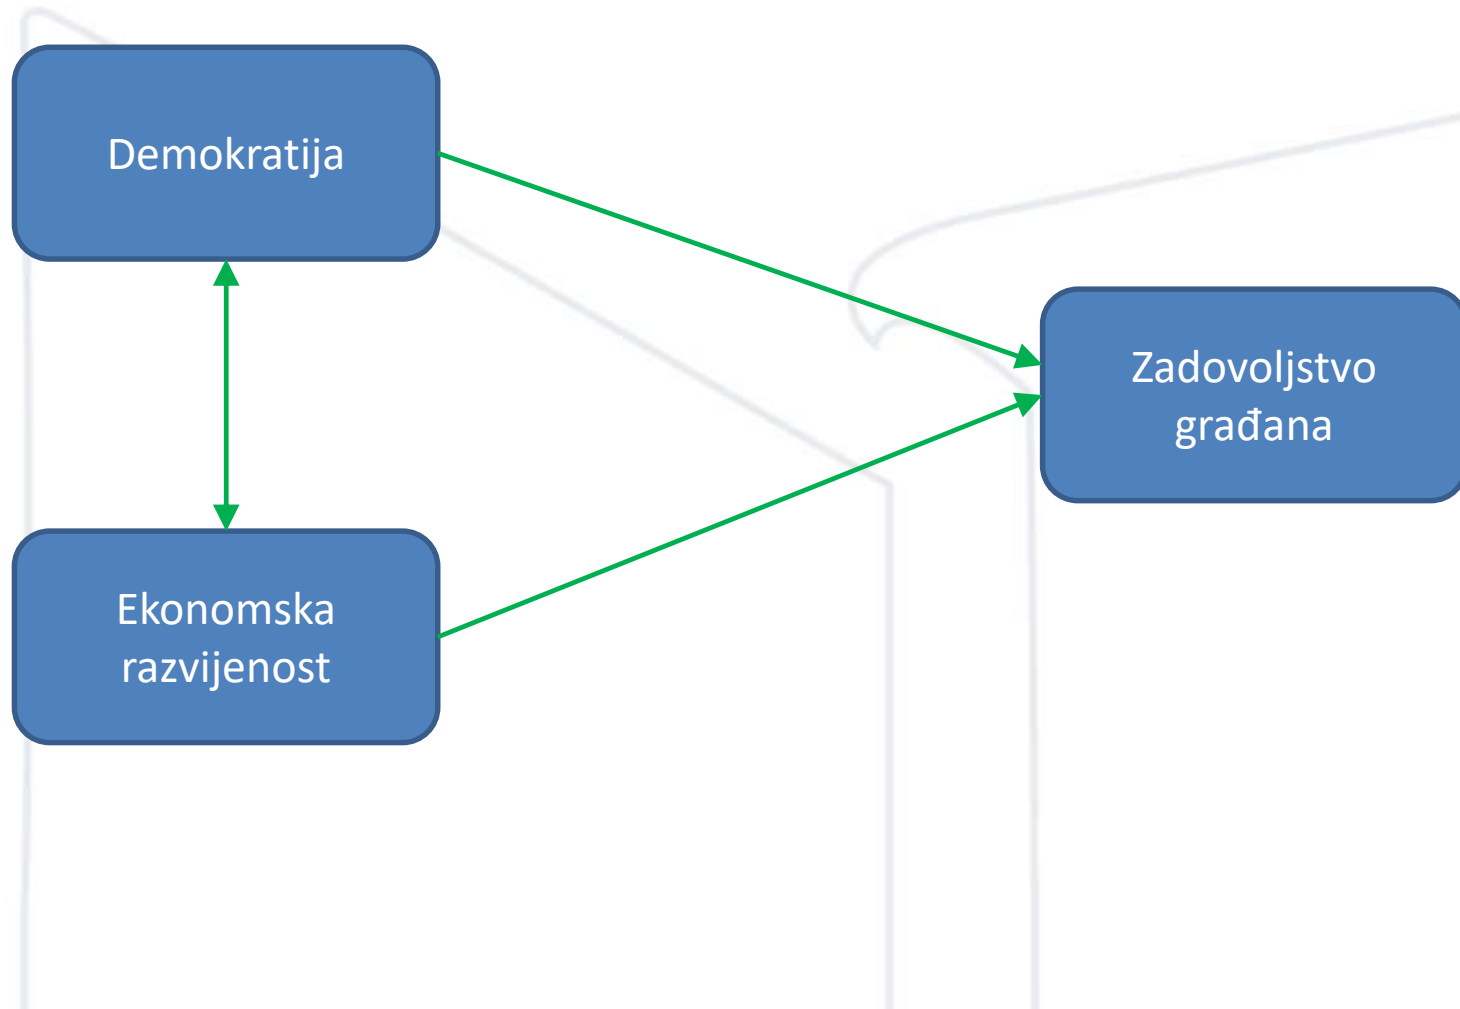 Demokratija
Zadovoljstvo
građana
Ekonomska
razvijenost